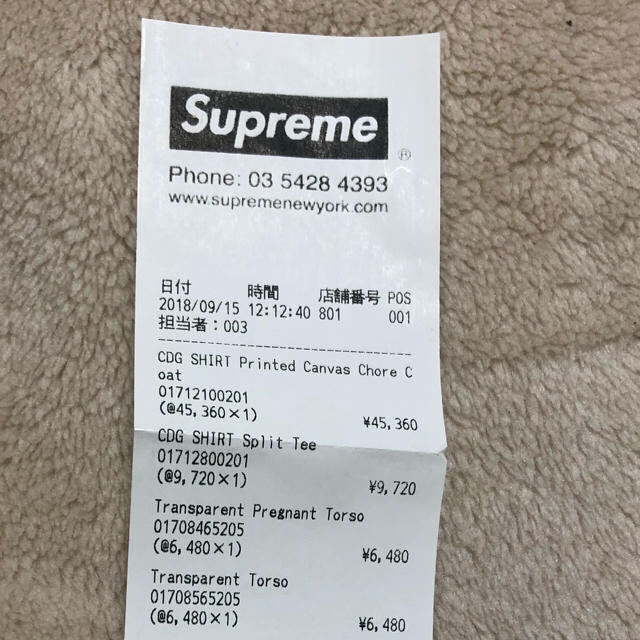 Supreme
®
Phone: 03 5428 4393
www.supremenewyork.com
日付 時間 店舗番号 POS
2018/09/15 12:12:40 801 001
担当者：003
CDG SHIRT Printed Canvas Chore C
oat
01712100201
(@45,360×1) ¥45,360
CDG SHIRT Split Tee
01712800201
(@9,720×1) ¥9,720
Transparent Pregnant Torso
01708465205
(@6,480×1) ¥6,480
Transparent Torso
01708565205
(@6,480×1) ¥6,480